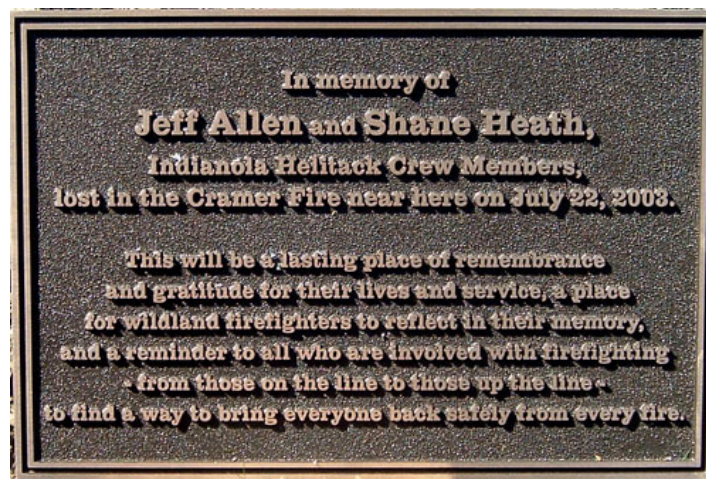 In memory of
Jeff Allen and Shane Heath,
Indianola Helitack Crew Members,
lost in the Cramer Fire near here on July 22, 2003.
This will be a lasting place of remembrance
and gratitude for their lives and service, a place
for wildland firefighters to reflect in their memory,
and a reminder to all who are involved with firefighting
- from those on the line to those up the line -
to find a way to bring everyone back safely from every fire.